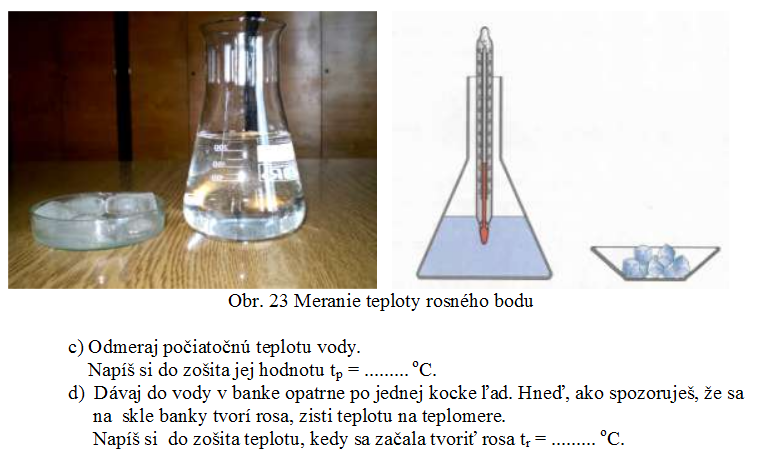 Obr. 23 Meranie teploty rosného bodu
c) Odmeraj počiatočnú teplotu vody.
Napíš si do zošita jej hodnotu tp = ......... °C.
d) Dávaj do vody v banke opatrne po jednej kocke ľad. Hneď, ako spozoruješ, že sa
na skle banky tvorí rosa, zisti teplotu na teplomere.
Napíš si do zošita teplotu, kedy sa začala tvoriť rosa tr = ......... °C.